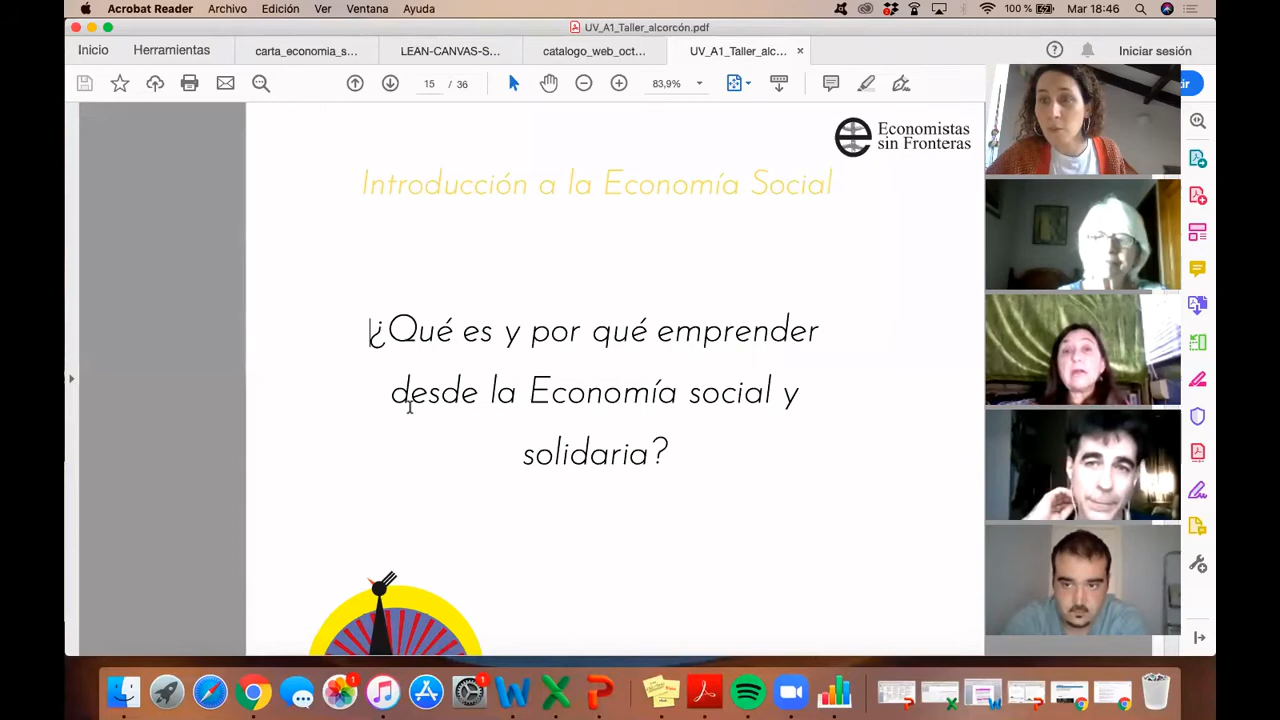 Acrobat Reader Archivo Edición Ver Ventana Ayuda 100 % Mar 18:46
UV_A1_Taller_alcorcón.pdf
Inicio Herramientas carta_economia_s... LEAN-CANVAS-S... catalogo_web_oct... UV_A1_Taller_alc... × Iniciar sesión
15 / 36 83,9%
Economistas
sin Fronteras
Introducción a la Economía Social
¿Qué es y por qué emprender
desde la Economía social y
solidaria?
1 1